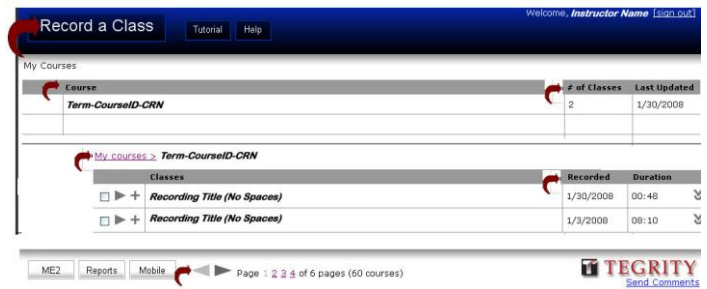 Welcome, Instructor Name [sign out]
Record a Class Tutorial Help
My Courses
Course # of Classes Last Updated
Term-CourseID-CRN 2 1/30/2008
My courses > Term-CourseID-CRN
Classes Recorded Duration
Recording Title (No Spaces) 1/30/2008 00:48
Recording Title (No Spaces) 1/3/2008 08:10
ME2 Reports Mobile Page 1 2 3 4 of 6 pages (60 courses) TEGRITY
Send Comments